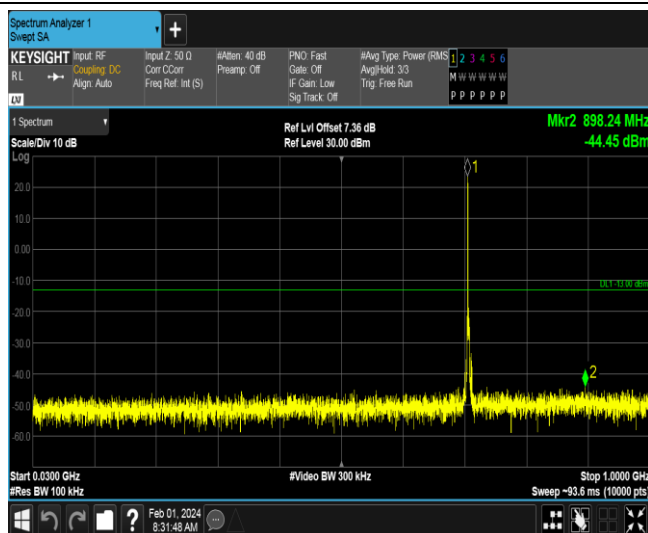 Spectrum Analyzer 1
Swept SA
+
KEYSIGHT
RL
LXI
Input: RF
Coupling: DC
Align: Auto
Input Z: 50 Ω
Corr CCorr
Freq Ref: Int (S)
#Atten: 40 dB
Preamp: Off
PNO: Fast
Gate: Off
IF Gain: Low
Sig Track: Off
#Avg Type: Power (RMS
Avg|Hold: 3/3
Trig: Free Run
1 2 3 4 5 6
M W W W W W
P P P P P P
1 Spectrum
Scale/Div 10 dB
Ref Lvl Offset 7.36 dB
Ref Level 30.00 dBm
Mkr2 898.24 MHz
-44.45 dBm
Log
1
20.0
10.0
0.00
-10.0
DL1 -13.00 dBm
-20.0
-30.0
-40.0
2
-50.0
-60.0
Start 0.0300 GHz
#Res BW 100 kHz
#Video BW 300 kHz
Stop 1.0000 GHz
Sweep ~93.6 ms (10000 pts)
?
Feb 01, 2024
8:31:48 AM